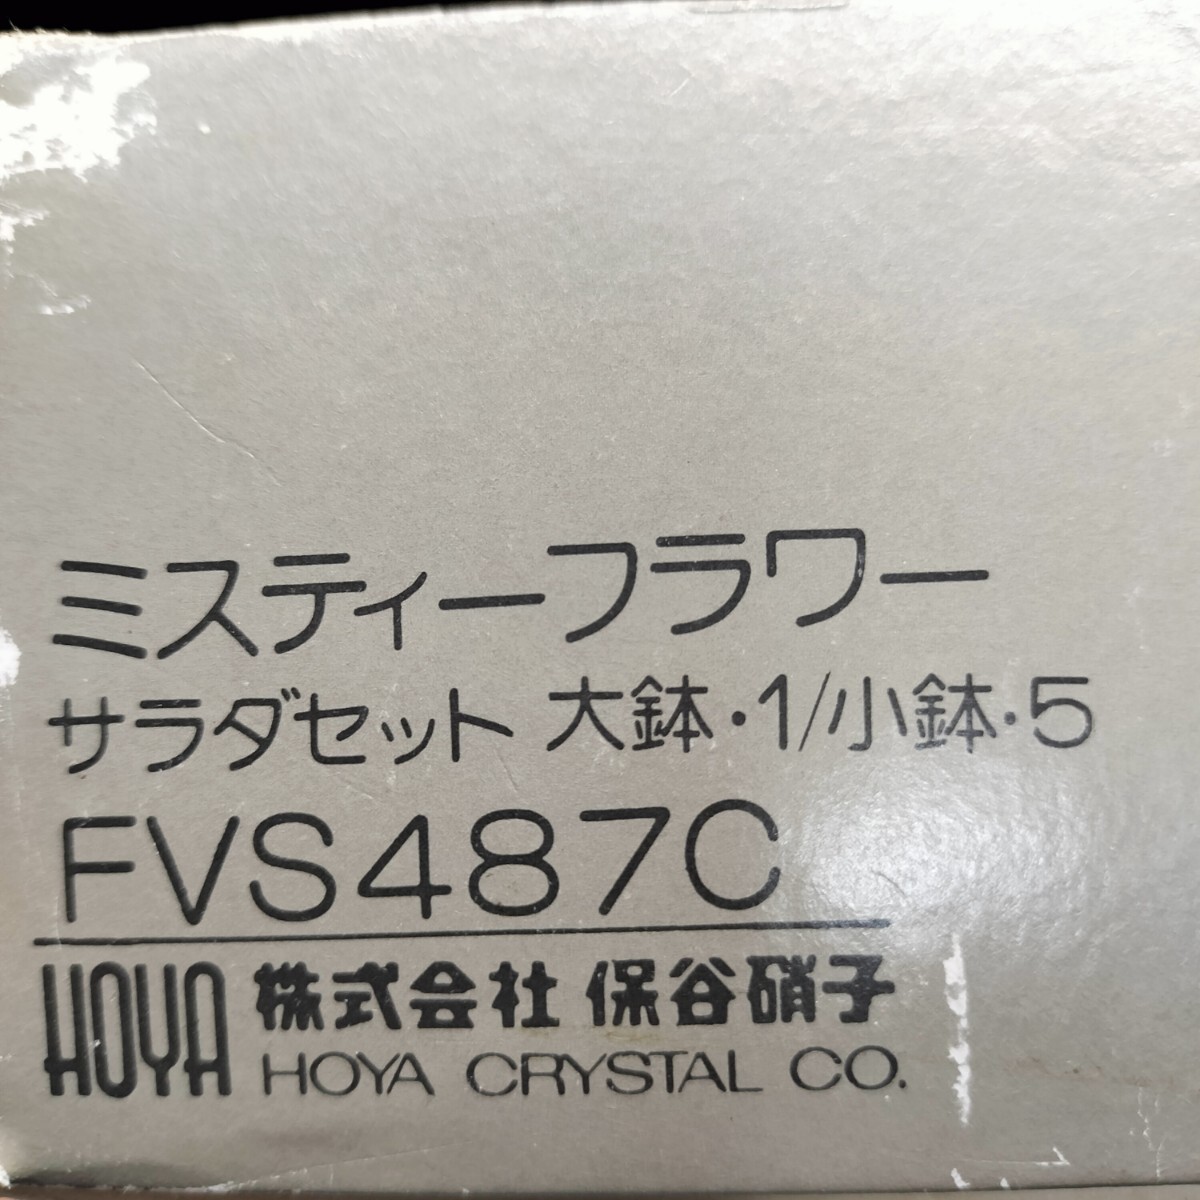 ミスティーフラワー
サラダセット 大鉢・1/小鉢・5
FVS487C
HOYA 株式会社 保谷硝子
HOYA CRYSTAL CO.